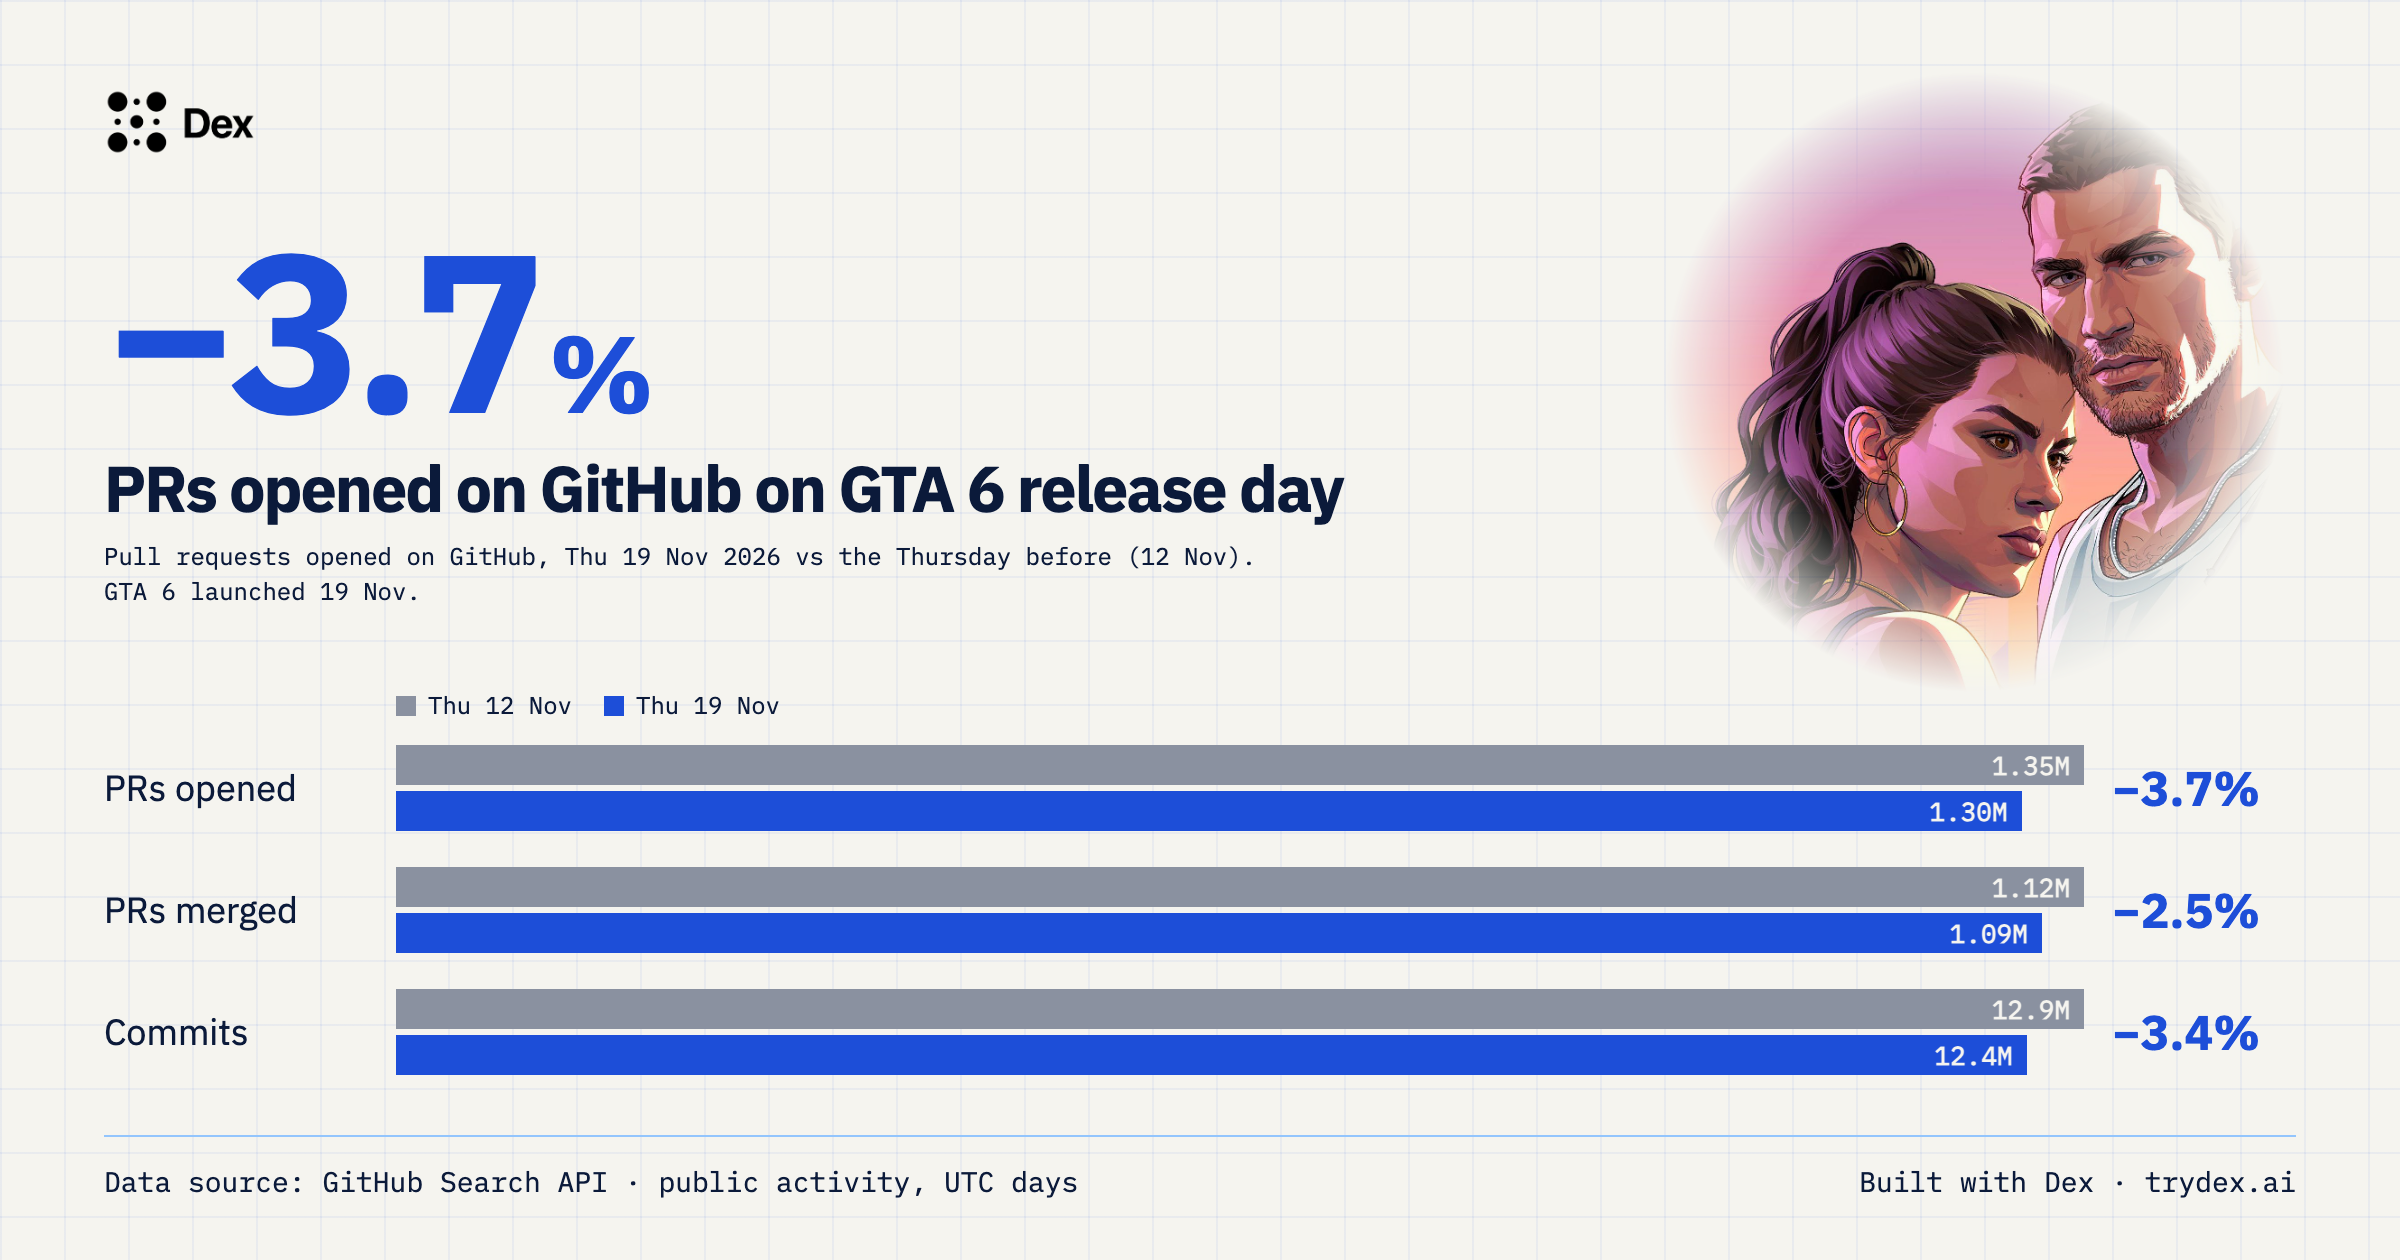 Dex
–3.7%
PRs opened on GitHub on GTA 6 release day
Pull requests opened on GitHub, Thu 19 Nov 2026 vs the Thursday before (12 Nov).
GTA 6 launched 19 Nov.
Thu 12 Nov Thu 19 Nov
PRs opened
1.35M
1.30M
–3.7%
PRs merged
1.12M
1.09M
–2.5%
Commits
12.9M
12.4M
–3.4%
Data source: GitHub Search API · public activity, UTC days
Built with Dex · trydex.ai